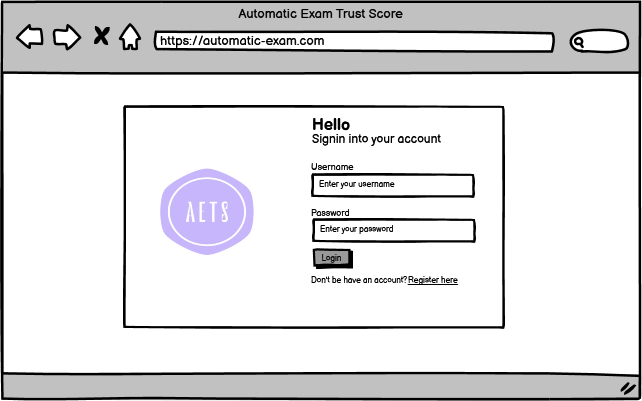 Automatic Exam Trust Score
https://automatic-exam.com
AETS
Hello
Signin into your account
Username
Enter your username
Password
Enter your password
Login
Don't be have an account? Register here